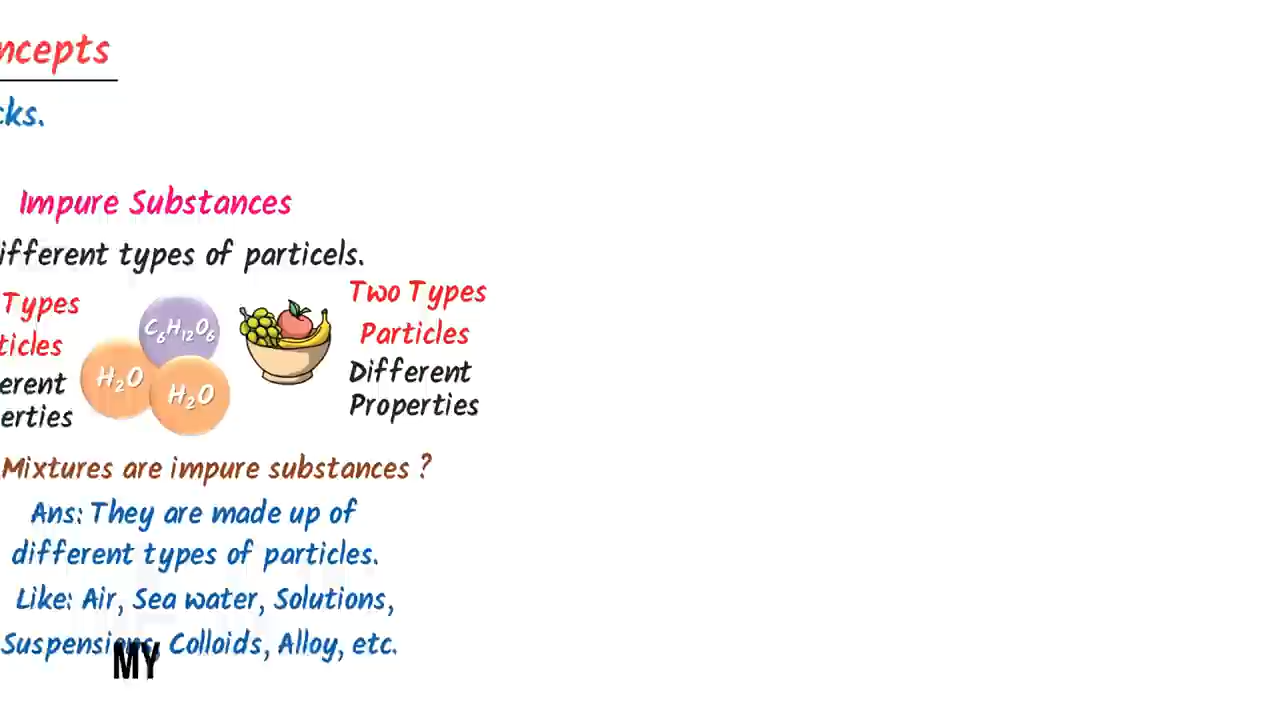 ncepts
cks.
Impure Substances
ifferent types of particels.
Types
ticles
erent
erties
C6H12O6
H2O
H2O
Two Types
Particles
Different
Properties
Mixtures are impure substances ?
Ans: They are made up of
different types of particles.
Like: Air, Sea water, Solutions,
Suspensions, Colloids, Alloy, etc.
MY